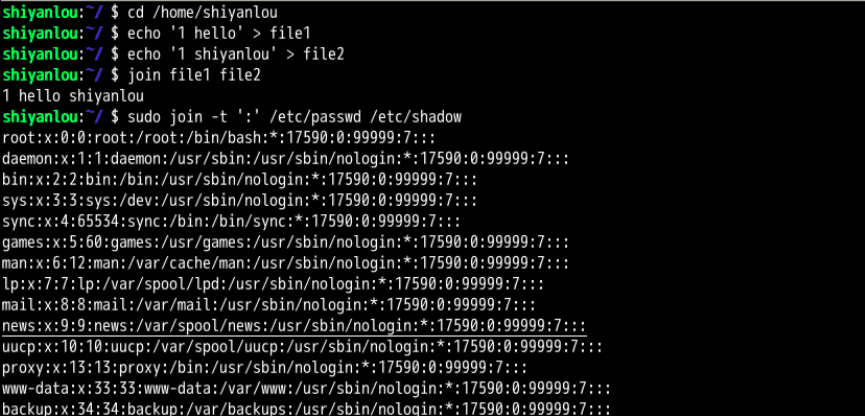 shiyanlou:~/ $ cd /home/shiyanlou
shiyanlou:~/ $ echo '1 hello' > file1
shiyanlou:~/ $ echo '1 shiyanlou' > file2
shiyanlou:~/ $ join file1 file2
1 hello shiyanlou
shiyanlou:~/ $ sudo join -t ':' /etc/passwd /etc/shadow
root:x:0:0:root:/root:/bin/bash:*:17590:0:99999:7:::
daemon:x:1:1:daemon:/usr/sbin:/usr/sbin/nologin:*:17590:0:99999:7:::
bin:x:2:2:bin:/bin:/usr/sbin/nologin:*:17590:0:99999:7:::
sys:x:3:3:sys:/dev:/usr/sbin/nologin:*:17590:0:99999:7:::
sync:x:4:65534:sync:/bin:/bin/sync:*:17590:0:99999:7:::
games:x:5:60:games:/usr/games:/usr/sbin/nologin:*:17590:0:99999:7:::
man:x:6:12:man:/var/cache/man:/usr/sbin/nologin:*:17590:0:99999:7:::
lp:x:7:7:lp:/var/spool/lpd:/usr/sbin/nologin:*:17590:0:99999:7:::
mail:x:8:8:mail:/var/mail:/usr/sbin/nologin:*:17590:0:99999:7:::
news:x:9:9:news:/var/spool/news:/usr/sbin/nologin:*:17590:0:99999:7:::
uucp:x:10:10:uucp:/var/spool/uucp:/usr/sbin/nologin:*:17590:0:99999:7:::
proxy:x:13:13:proxy:/bin:/usr/sbin/nologin:*:17590:0:99999:7:::
www-data:x:33:33:www-data:/var/www:/usr/sbin/nologin:*:17590:0:99999:7:::
backup:x:34:34:backup:/var/backups:/usr/sbin/nologin:*:17590:0:99999:7:::